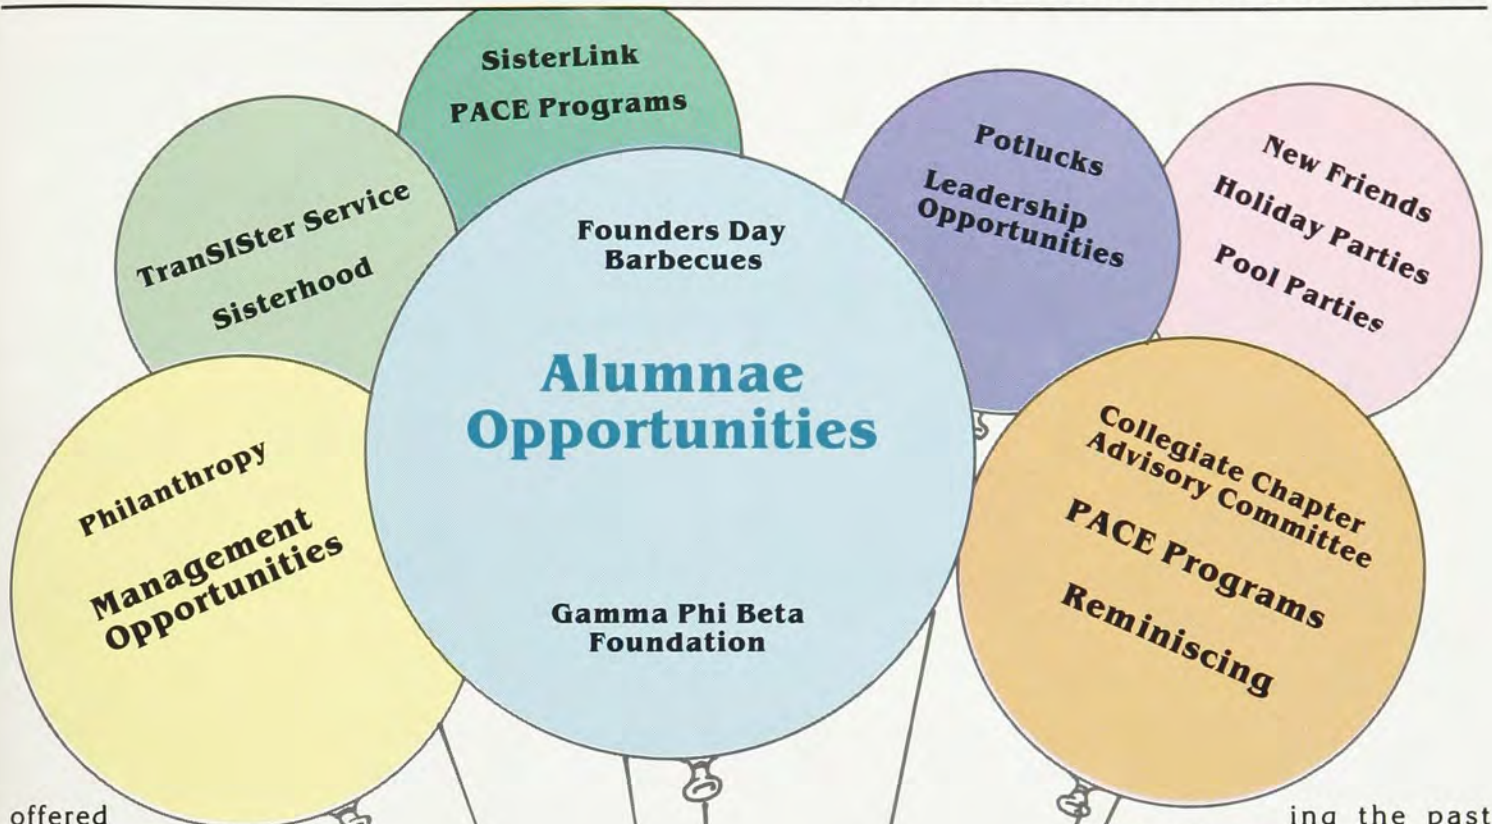 SisterLink
PACE Programs
TranSISter Service
Sisterhood
Founders Day
Barbecues
Alumnae
Opportunities
Gamma Phi Beta
Foundation
Potlucks
Leadership
Opportunities
New Friends
Holiday Parties
Pool Parties
Philanthropy
Management
Opportunities
Collegiate Chapter
Advisory Committee
PACE Programs
Reminiscing
offered
ing the past